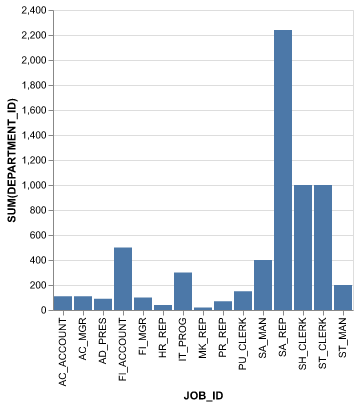 2,400
2,200
2,000
1,800
1,600
1,400
1,200
1,000
800
600
400
200
0
SUM(DEPARTMENT_ID)
AC_ACCOUNT
AC_MGR
AD_PRES
FI_ACCOUNT
FI_MGR
HR_REP
IT_PROG
MK_REP
PR_REP
PU_CLERK
SA_MAN
SA_REP
SH_CLERK
ST_CLERK
ST_MAN
JOB_ID